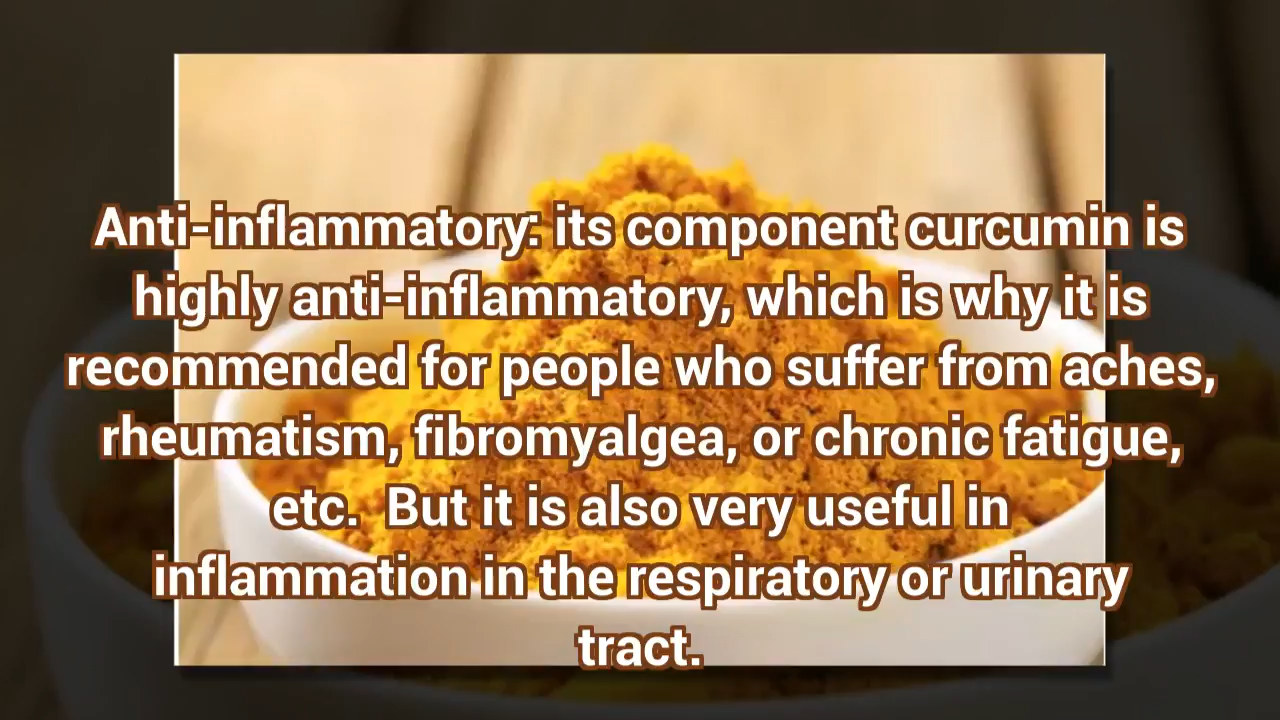 Anti-inflammatory: its component curcumin is
highly anti-inflammatory, which is why it is
recommended for people who suffer from aches,
rheumatism, fibromyalgea, or chronic fatigue,
etc.  But it is also very useful in
inflammation in the respiratory or urinary
tract.